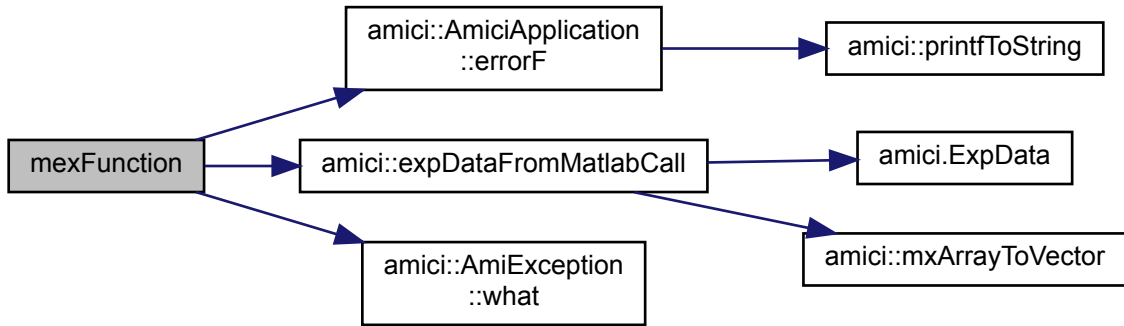 amici::AmiciApplication
::errorF
amici::printfToString
mexFunction
amici::expDataFromMatlabCall
amici.ExpData
amici::mxArrayToVector
amici::AmiException
::what